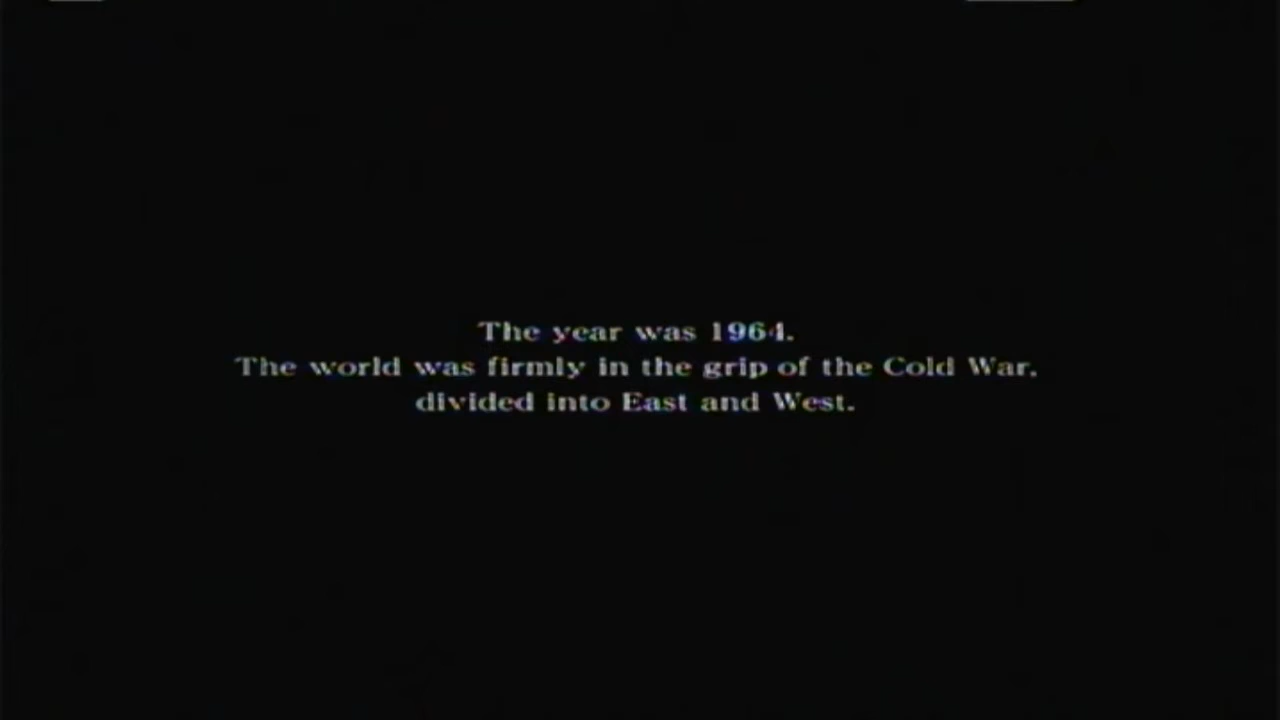 The year was 1964.
The world was firmly in the grip of the Cold War,
divided into East and West.